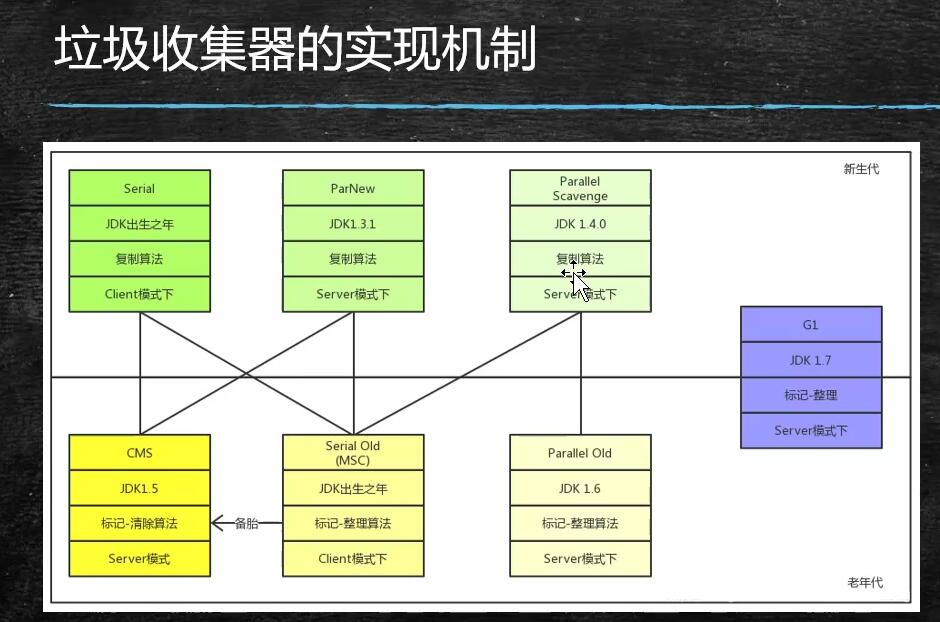 垃圾收集器的实现机制
新生代
Serial
JDK出生之年
复制算法
Client模式下
ParNew
JDK1.3.1
复制算法
Server模式下
Parallel
Scavenge
JDK 1.4.0
复制算法
Server模式下
G1
JDK 1.7
标记-整理
Server模式下
CMS
JDK1.5
标记-清除算法
Server模式
备胎
Serial Old
(MSC)
JDK出生之年
标记-整理算法
Client模式下
Parallel Old
JDK 1.6
标记-整理算法
Server模式下
老年代